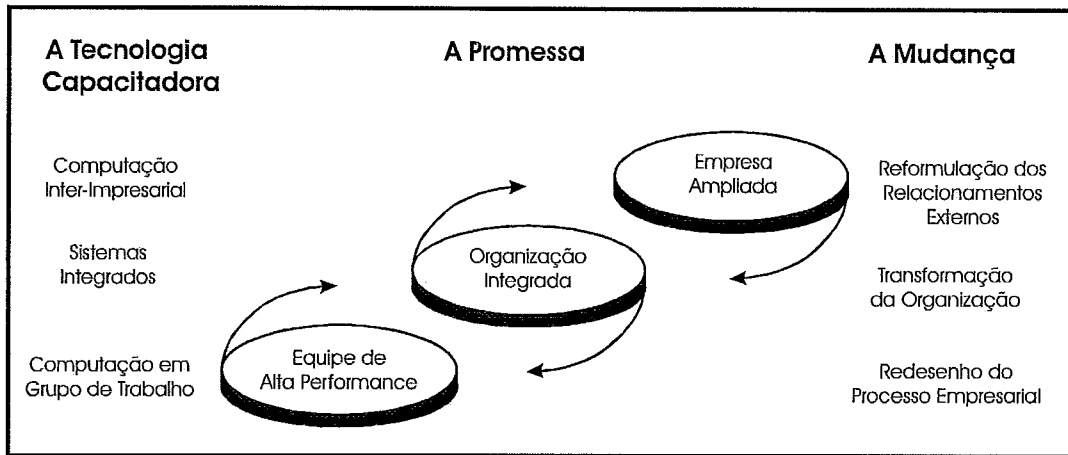 A Tecnologia
Capacitadora
A Promessa
A Mudança
Computação
Inter-Impresarial
Empresa
Ampliada
Reformulação dos
Relacionamentos
Externos
Sistemas
Integrados
Organização
Integrada
Transformação
da Organização
Computação em
Grupo de Trabalho
Equipe de
Alta Performance
Redesenho do
Processo Empresarial